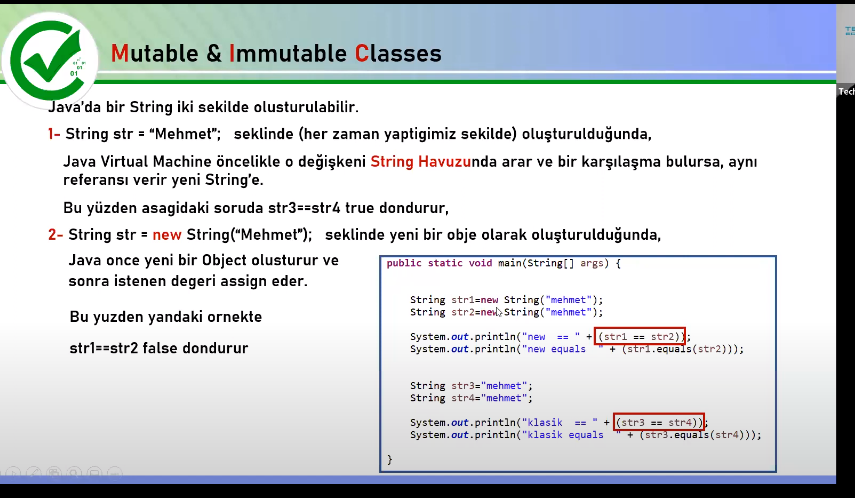 Mutable & Immutable Classes
Java'da bir String iki sekilde olusturulabilir.
1- String str = "Mehmet"; seklinde (her zaman yaptigimiz sekilde) oluşturulduğunda,
Java Virtual Machine öncelikle o değişkeni String Havuzunda arar ve bir karşılaşma bulursa, aynı
referansı verir yeni String'e.
Bu yüzden asagidaki soruda str3==str4 true dondurur,
2- String str = new String("Mehmet"); seklinde yeni bir obje olarak oluşturulduğunda,
Java once yeni bir Object olusturur ve
sonra istenen degeri assign eder.
Bu yuzden yandaki ornekte
str1==str2 false dondurur
public static void main(String[] args) {
String str1=new String("mehmet");
String str2=new String("mehmet");
System.out.println("new == " + (str1 == str2));
System.out.println("new equals " + (str1.equals(str2)));
String str3="mehmet";
String str4="mehmet";
System.out.println("klasik == " + (str3 == str4));
System.out.println("klasik equals " + (str3.equals(str4)));
}
Tech